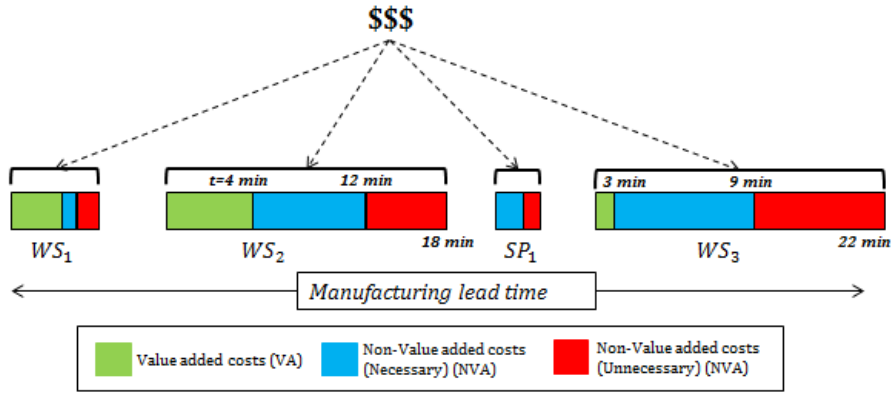 $$$
t=4 min
12 min
3 min
9 min
WS1
WS2
18 min
SP1
WS3
22 min
Manufacturing lead time
Value added costs (VA)
Non-Value added costs
(Necessary) (NVA)
Non-Value added costs
(Unnecessary) (NVA)